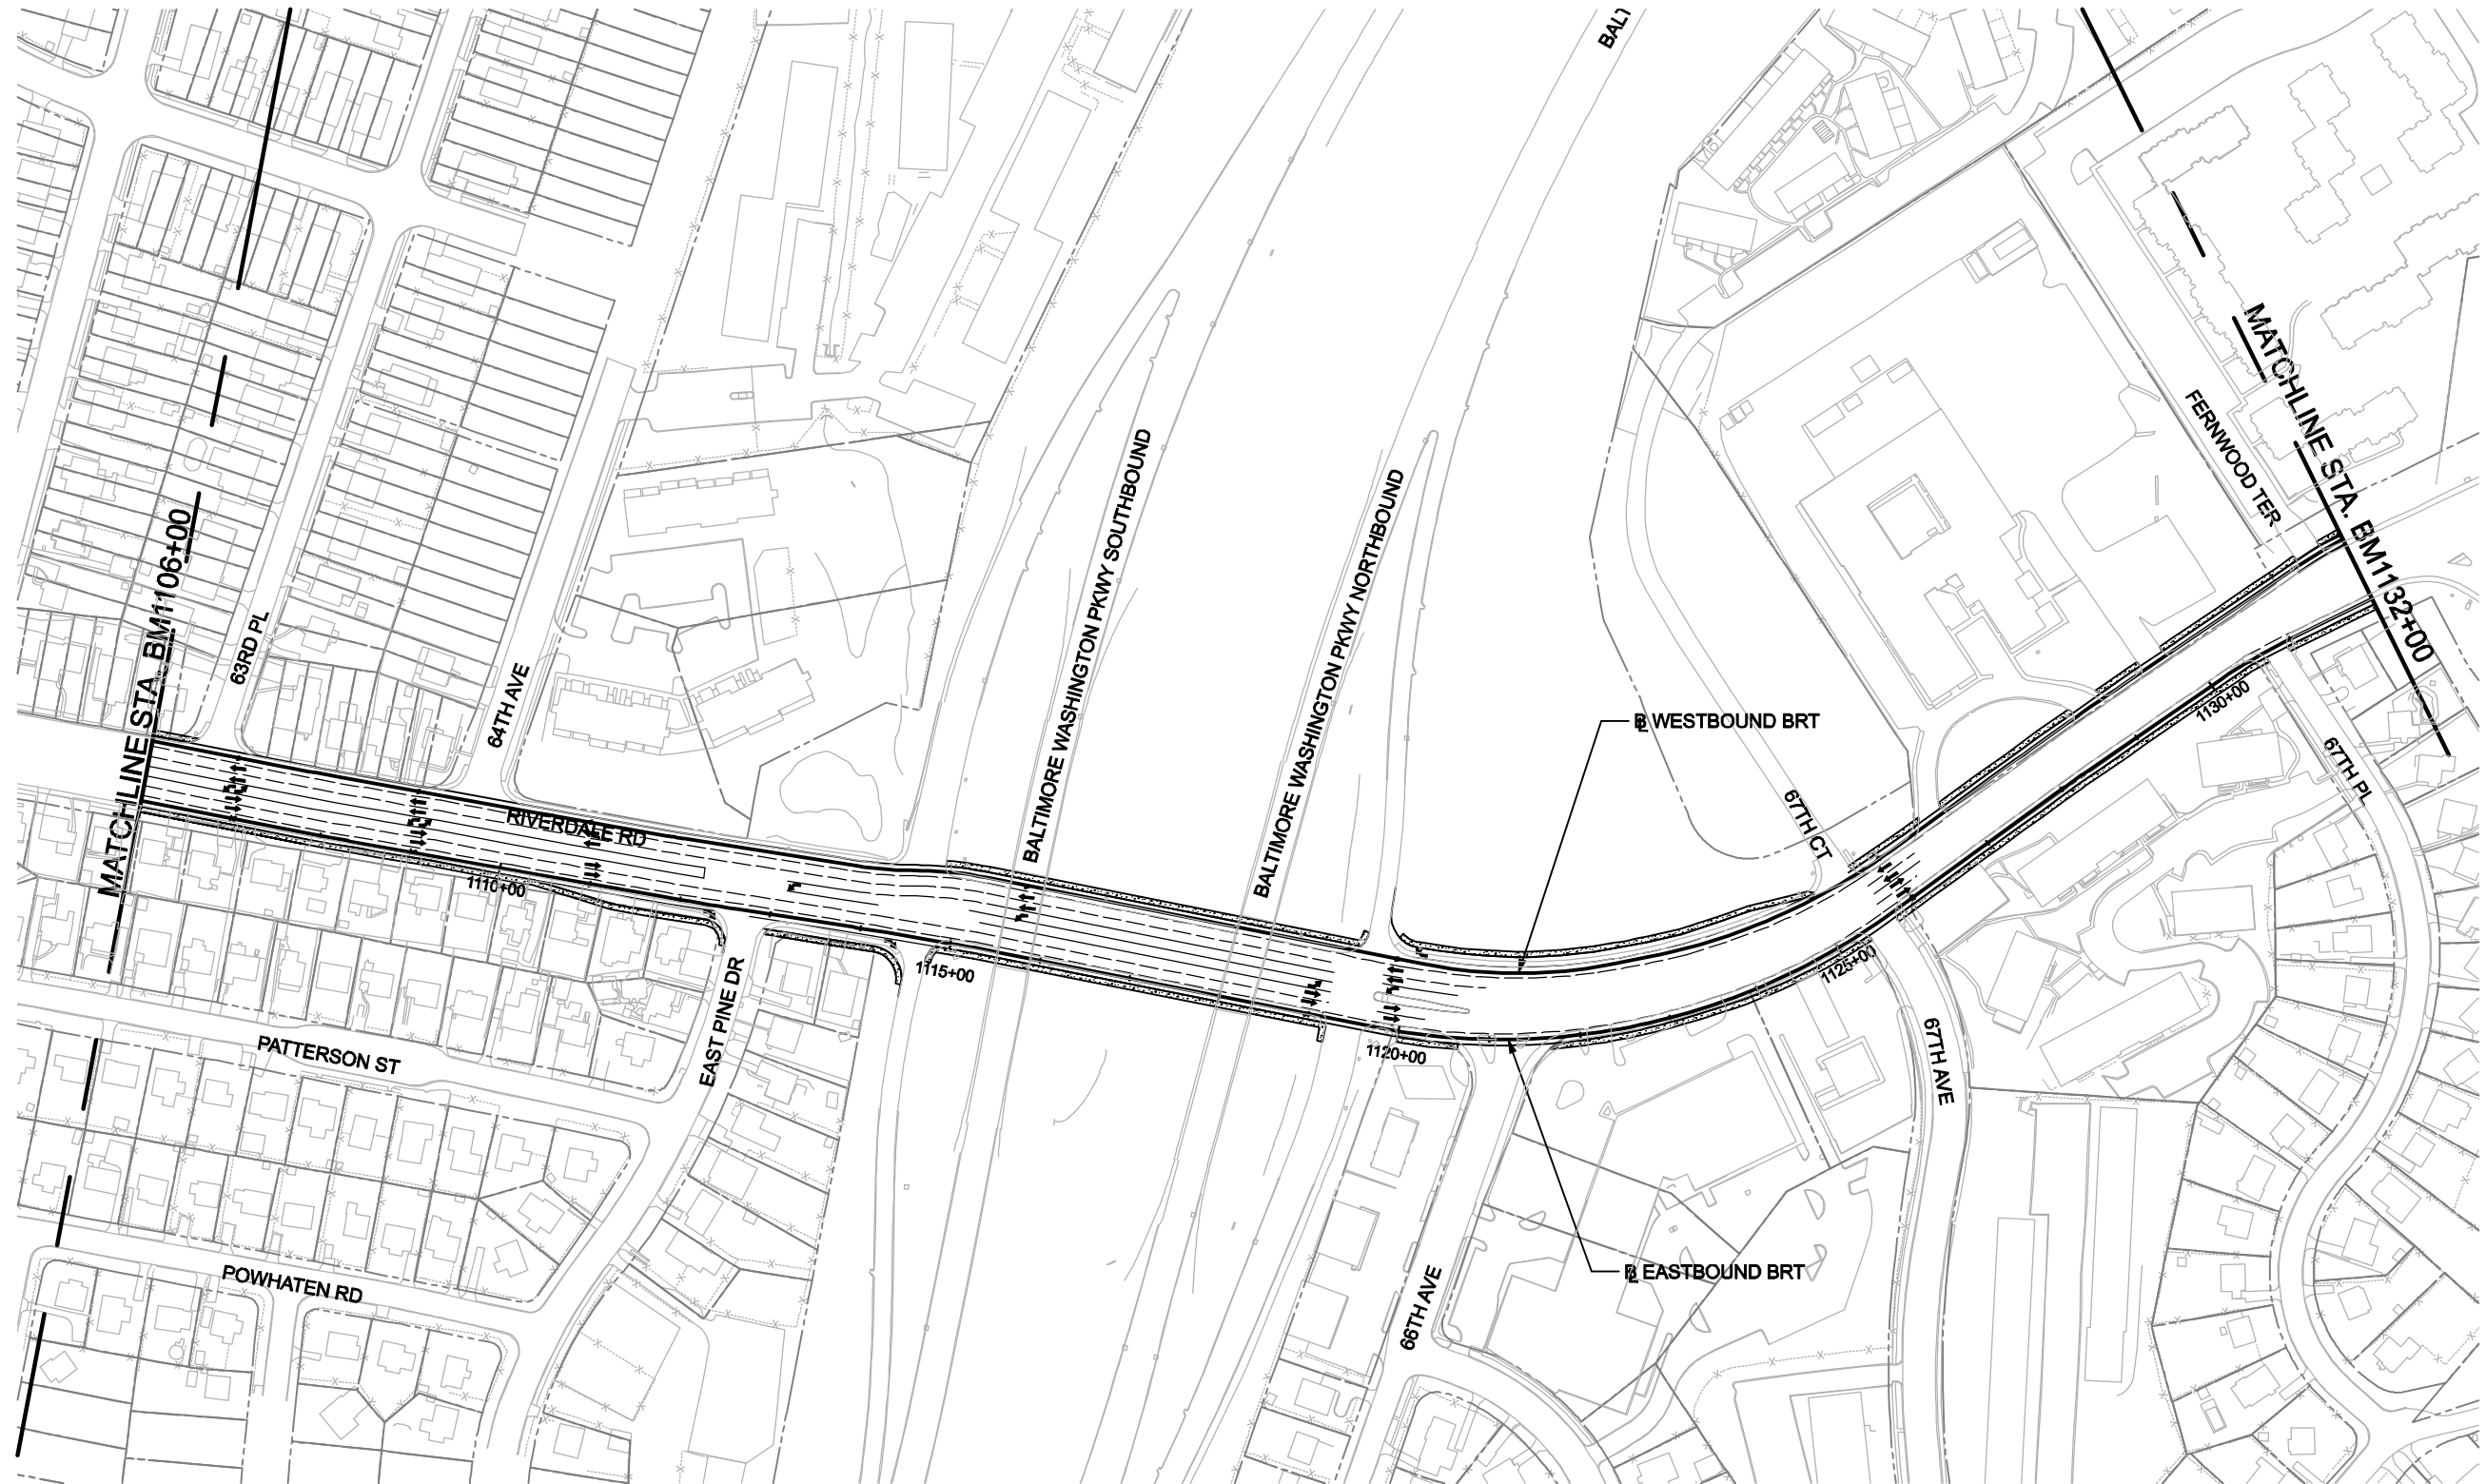 BALT
MATCHLINE STA. BM1106+00
63RD PL
64TH AVE
RIVERDALE RD
1110+00
BALTIMORE WASHINGTON PKWY SOUTHBOUND
BALTIMORE WASHINGTON PKWY NORTHBOUND
MATCHLINE STA. BM1132+00
FERNWOOD TER
WESTBOUND BRT
67TH CT
1130+00
67TH PL
1125+00
1115+00
1120+00
EAST PINE DR
PATTERSON ST
67TH AVE
POWHATEN RD
66TH AVE
EASTBOUND BRT